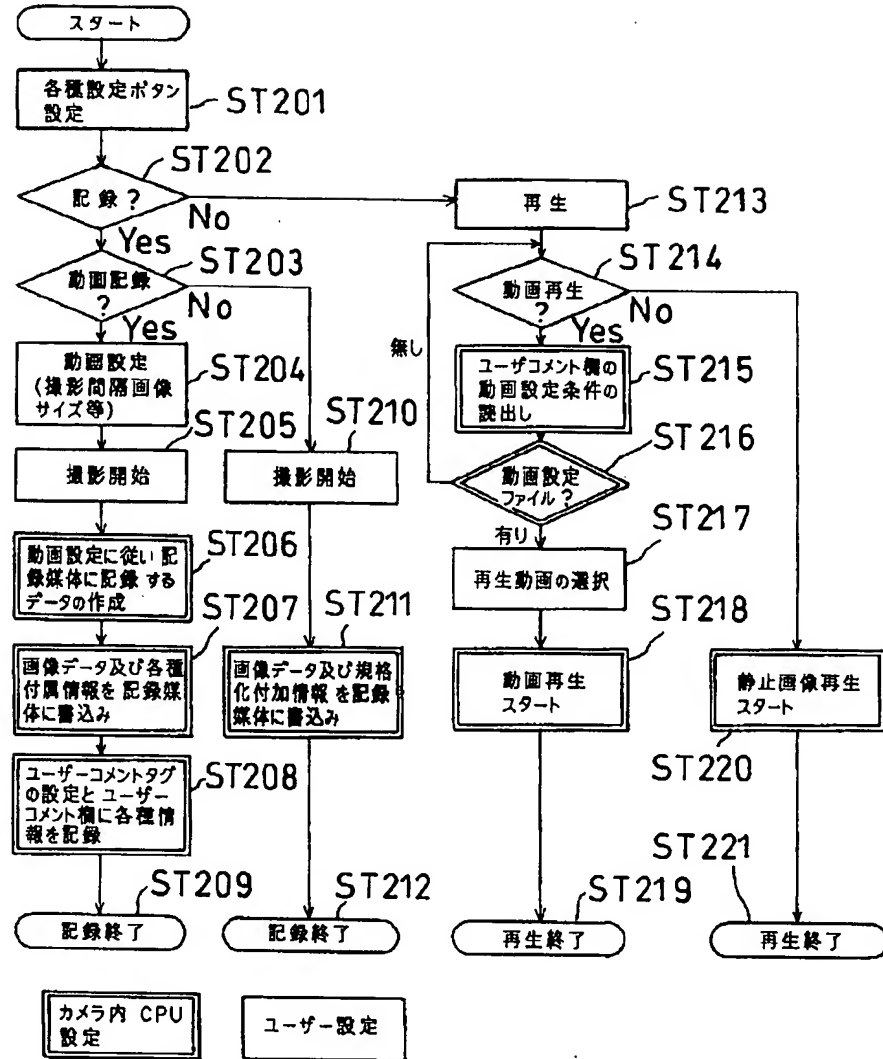 スタート
各種設定ボタン
設定
ST201
ST202
記録?
No
Yes
再生
ST213
ST203
動画記録
?
No
Yes
ST214
動画再生
?
No
Yes
無し
動画設定
(撮影間隔画像
サイズ等)
ST204
ユーザコメント欄の
動画設定条件の
読出し
ST215
ST205
撮影開始
ST210
撮影開始
ST216
動画設定
ファイル?
有り
ST206
動画設定に従い記
録媒体に記録する
データの作成
ST217
再生動画の選択
ST207
画像データ及び各種
付属情報を記録媒
体に書込み
ST211
画像データ及び規格
化付加情報を記録
媒体に書込み
ST218
動画再生
スタート
静止画像再生
スタート
ST220
ST208
ユーザーコメントタグ
の設定とユーザー
コメント欄に各種情
報を記録
ST209
記録終了
ST212
記録終了
ST219
再生終了
ST221
再生終了
カメラ内 CPU
設定
ユーザー設定